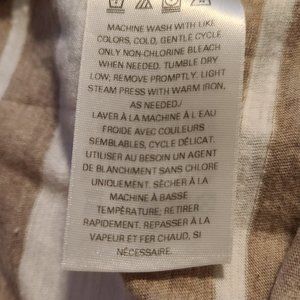 MACHINE WASH WITH LIKE
COLORS, COLD, GENTLE CYCLE
ONLY NON-CHLORINE BLEACH
WHEN NEEDED. TUMBLE DRY
LOW; REMOVE PROMPTLY. LIGHT
STEAM PRESS WITH WARM IRON,
AS NEEDED./
LAVER À LA MACHINE À L'EAU
FROIDE AVEC COULEURS
SEMBLABLES, CYCLE DÉLICAT.
UTILISER AU BESOIN UN AGENT
DE BLANCHIMENT SANS CHLORE
UNIQUEMENT. SÈCHER À LA
MACHINE À BASSE
TEMPÉRATURE; RETIRER
RAPIDEMENT. REPASSER À LA
VAPEUR ET FER CHAUD, SI
NÉCESSAIRE.